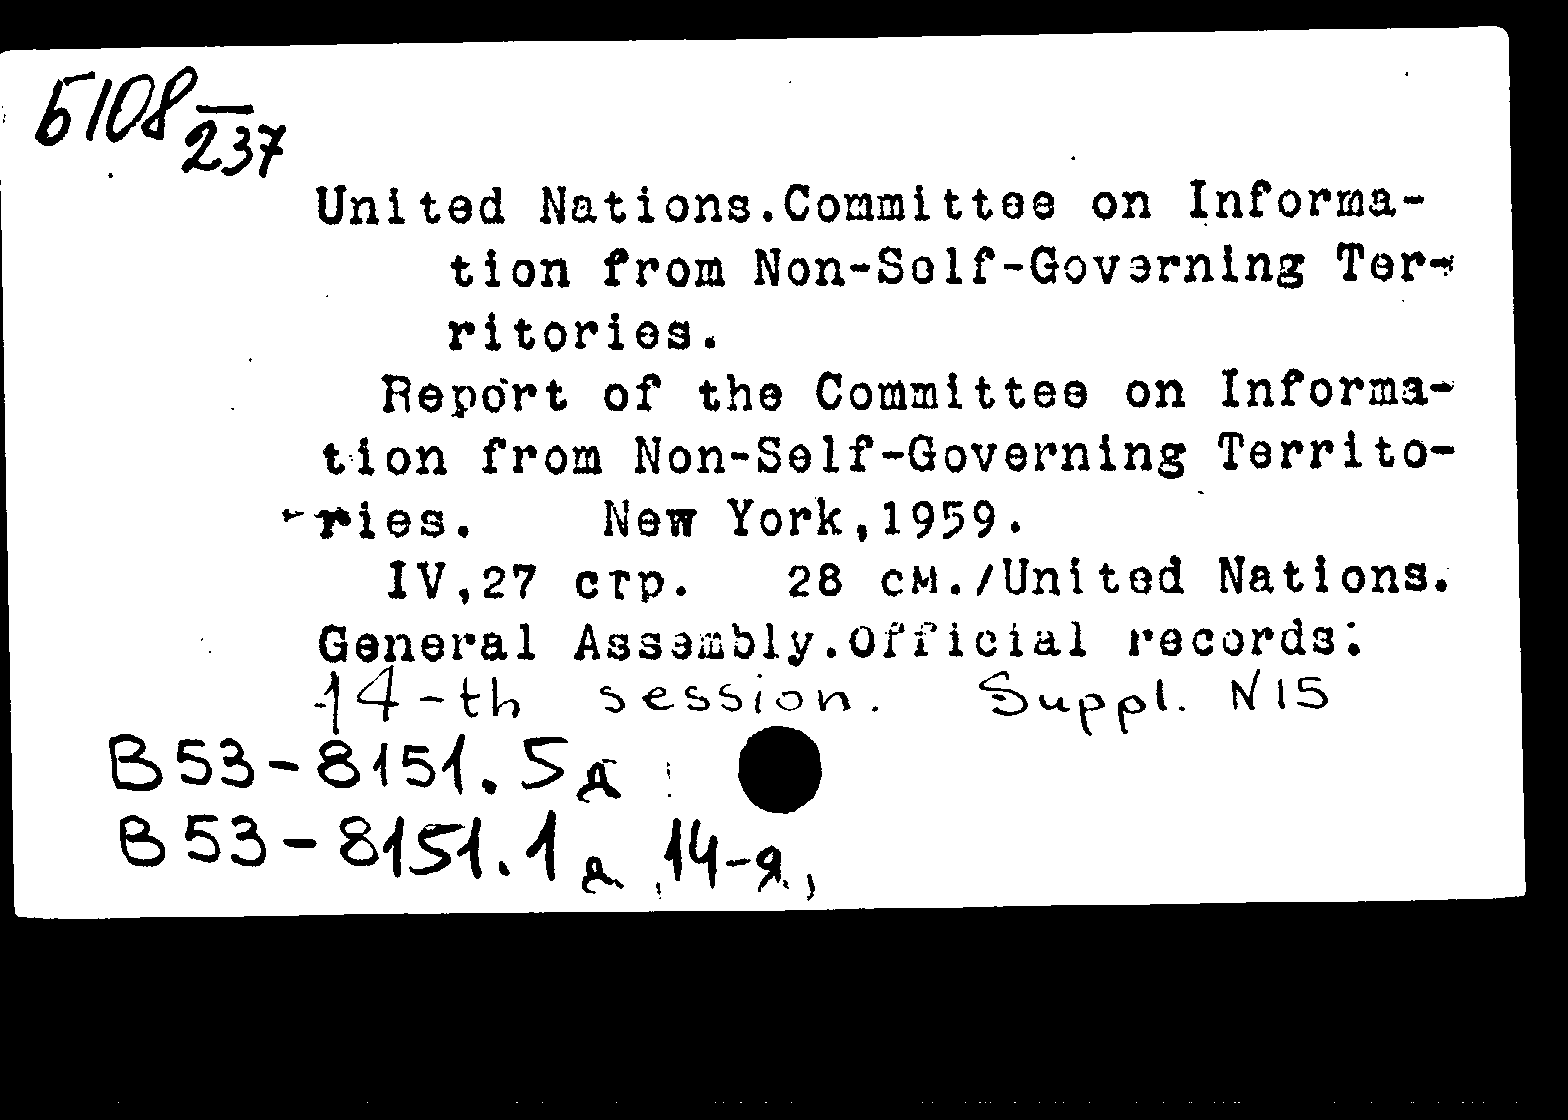 Б108
237
United Nations.Committee on Informa-
tion from Non-Self-Governing Ter-
ritories.
Report of the Committee on Informa-
tion from Non-Self-Governing Territo-
ries. New York,1959.
IV,27 стр. 28 см./United Nations.
General Assembly.Official records:
14-th session. Suppl. N15
B53-8151.5д
B53-8151.1д 14-я,